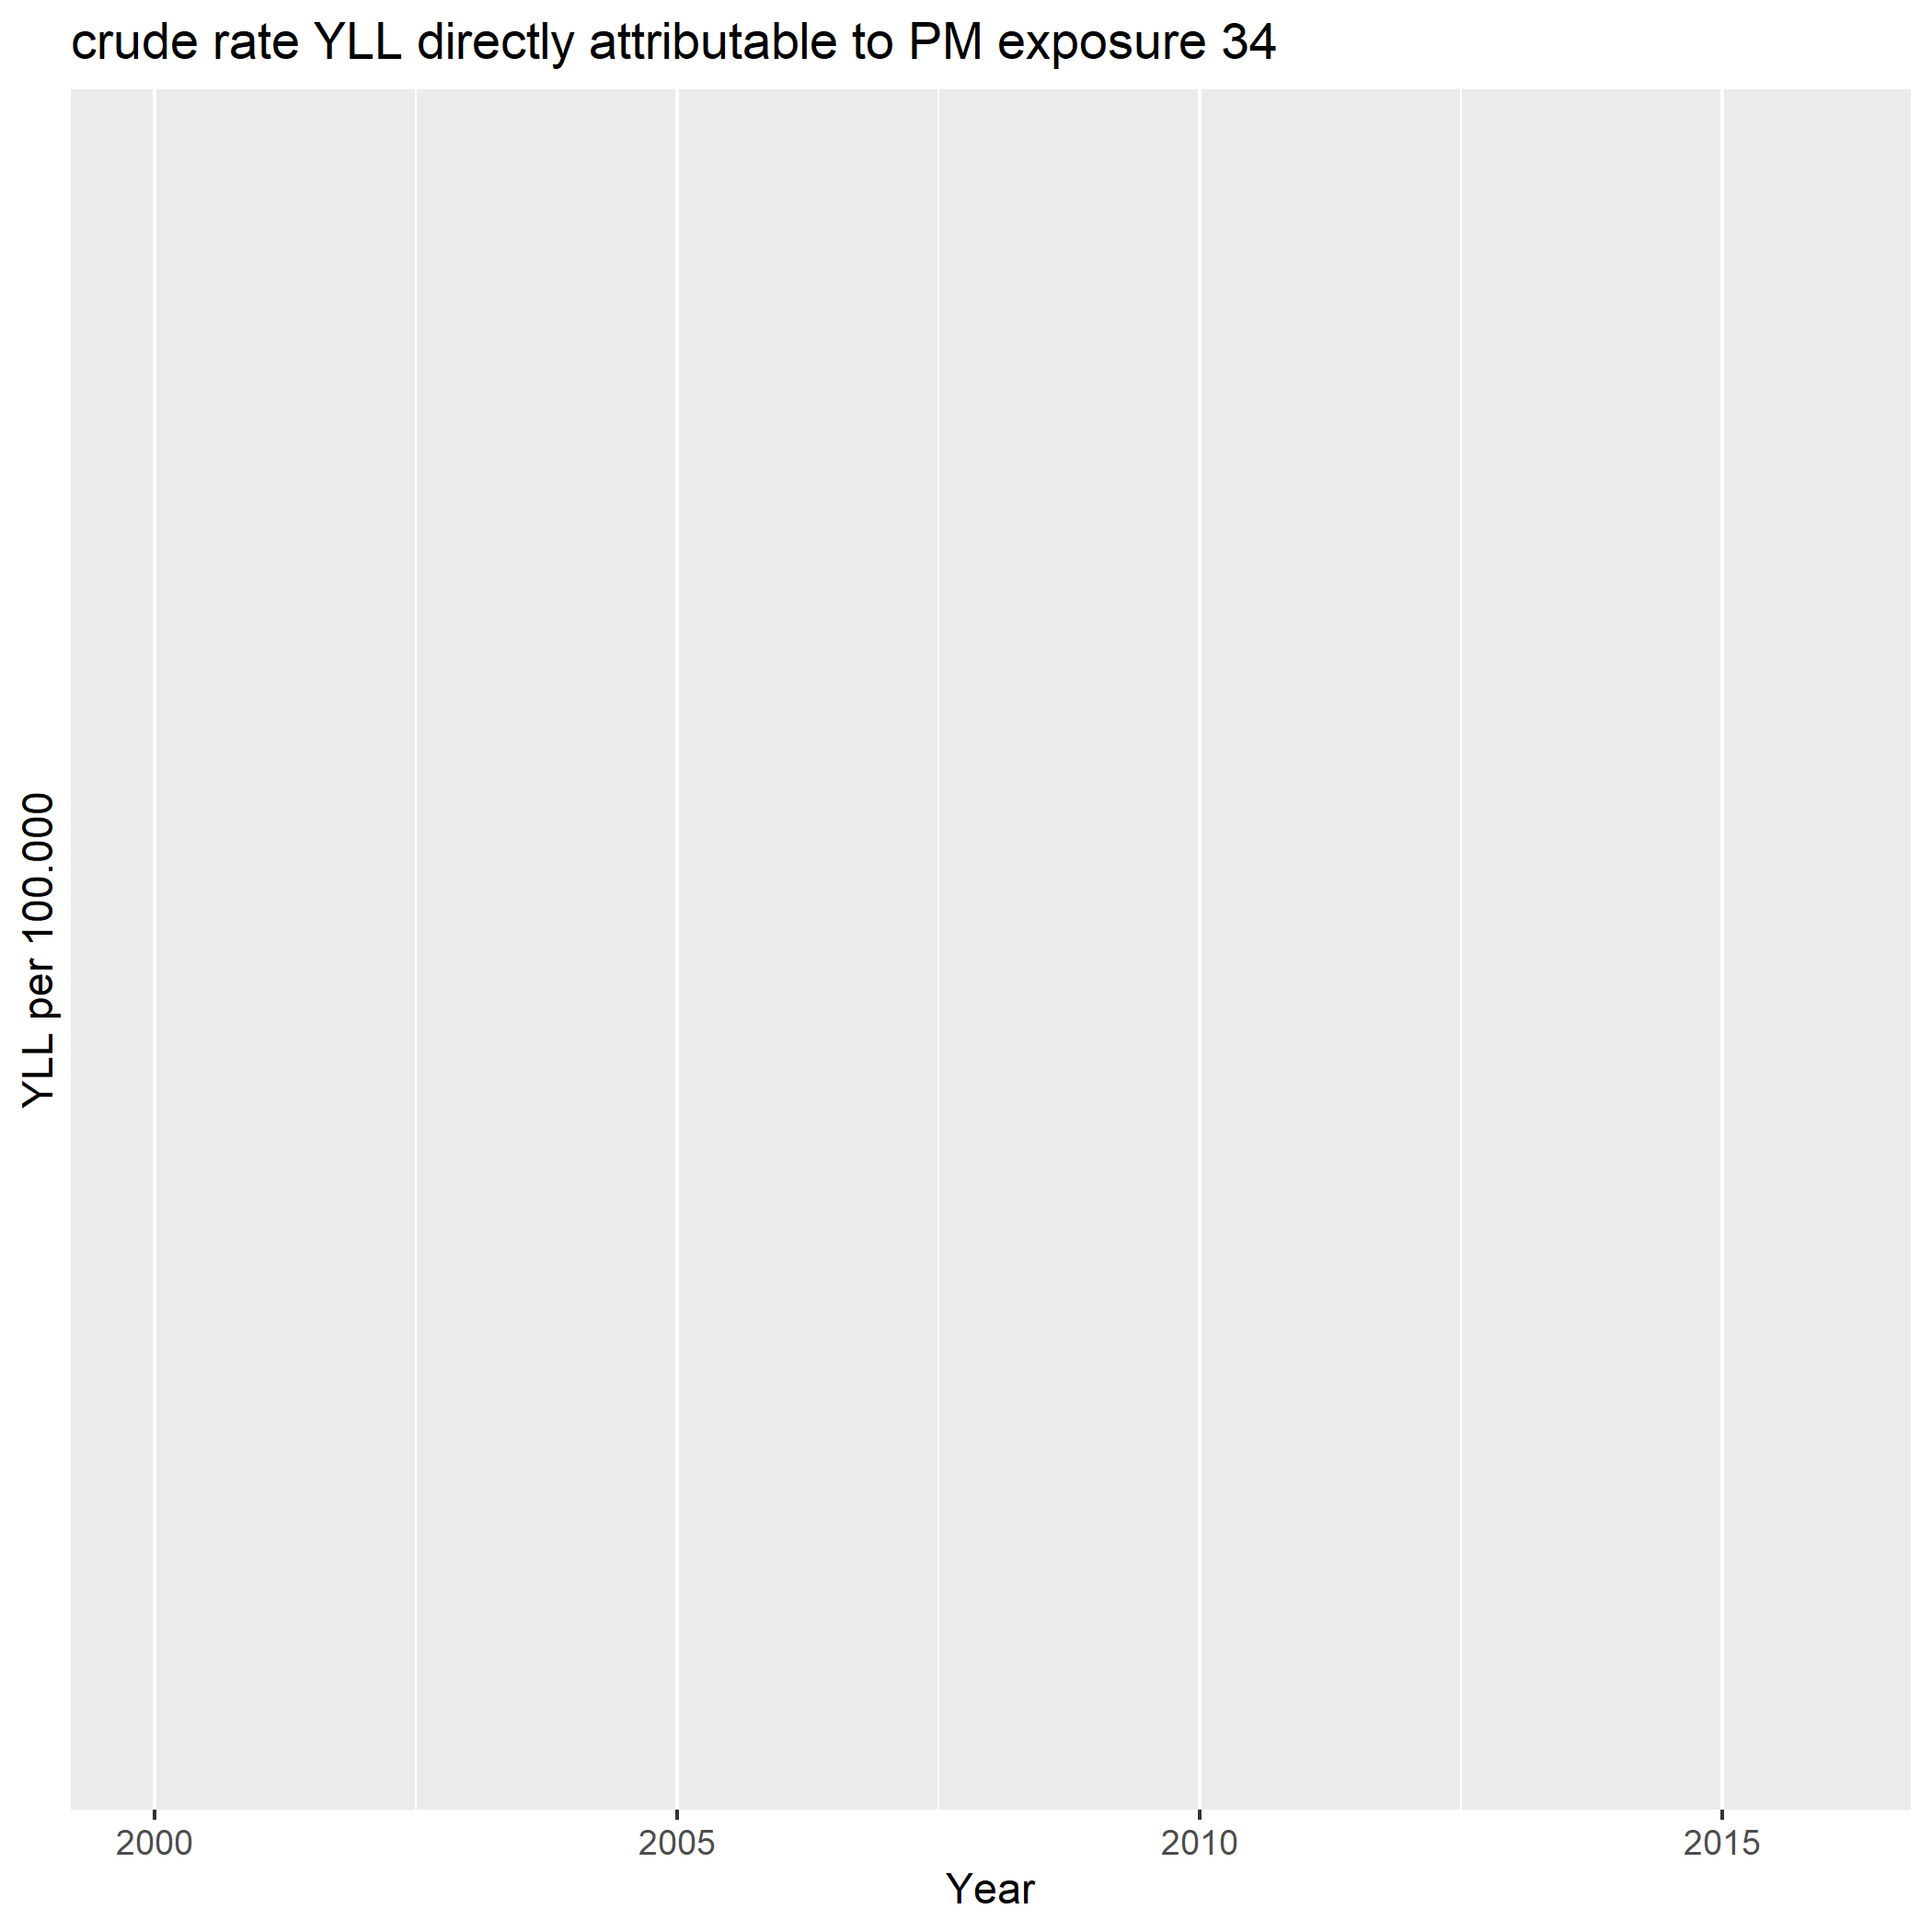 crude rate YLL directly attributable to PM exposure 34
YLL per 100.000
2000 2005 2010 2015
Year